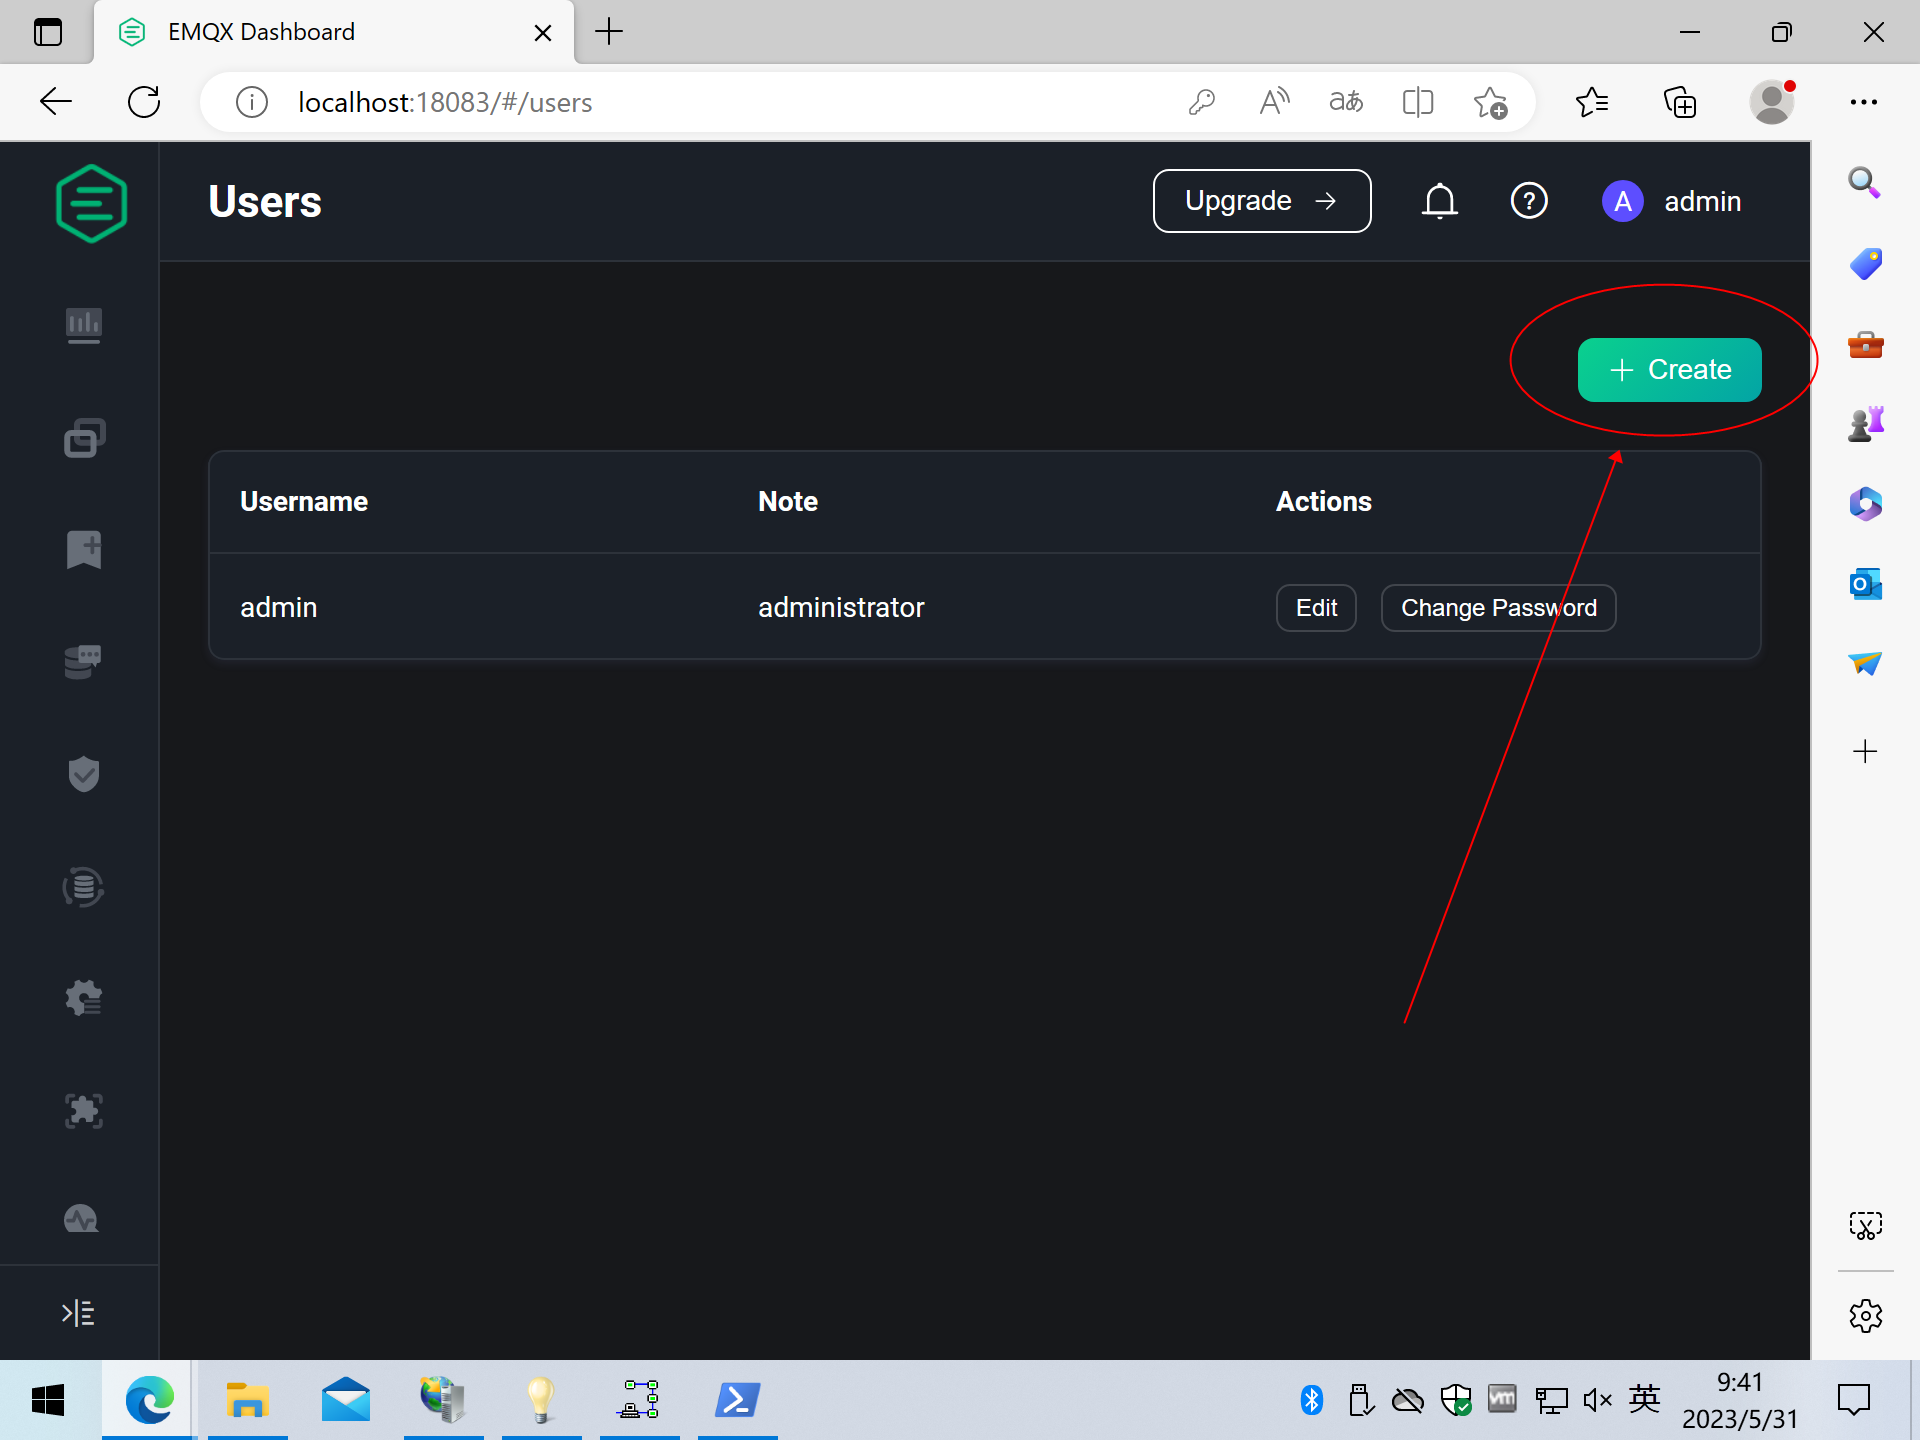 EMQX Dashboard
localhost:18083/#/users
Users
Upgrade →
?
A
admin
+ Create
Username
Note
Actions
admin
administrator
Edit
Change Password
英
9:41
2023/5/31